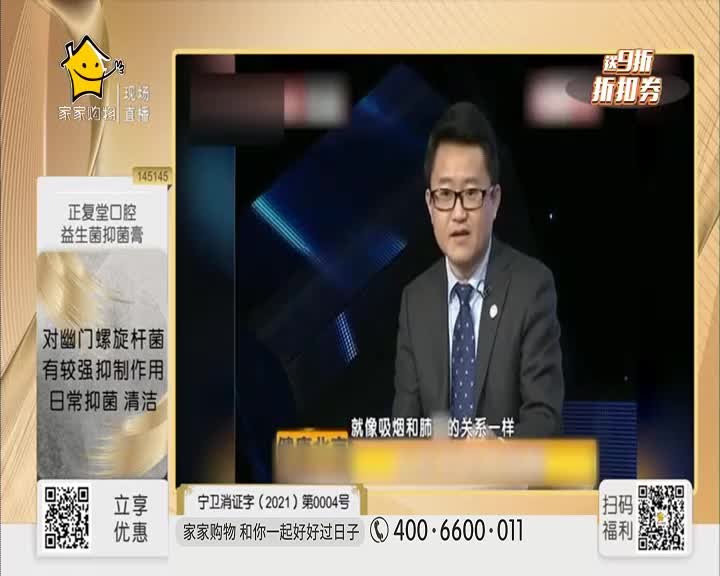 家家购物
现场
直播
送9折
折扣券
145145
正复堂口腔
益生菌抑菌膏
对幽门螺旋杆菌
有较强抑制作用
日常抑菌 清洁
就像吸烟和肺 的关系一样
健康北京
立享
优惠
宁卫消证字(2021)第0004号
家家购物 和你一起好好过日子
400·6600·011
扫码
福利